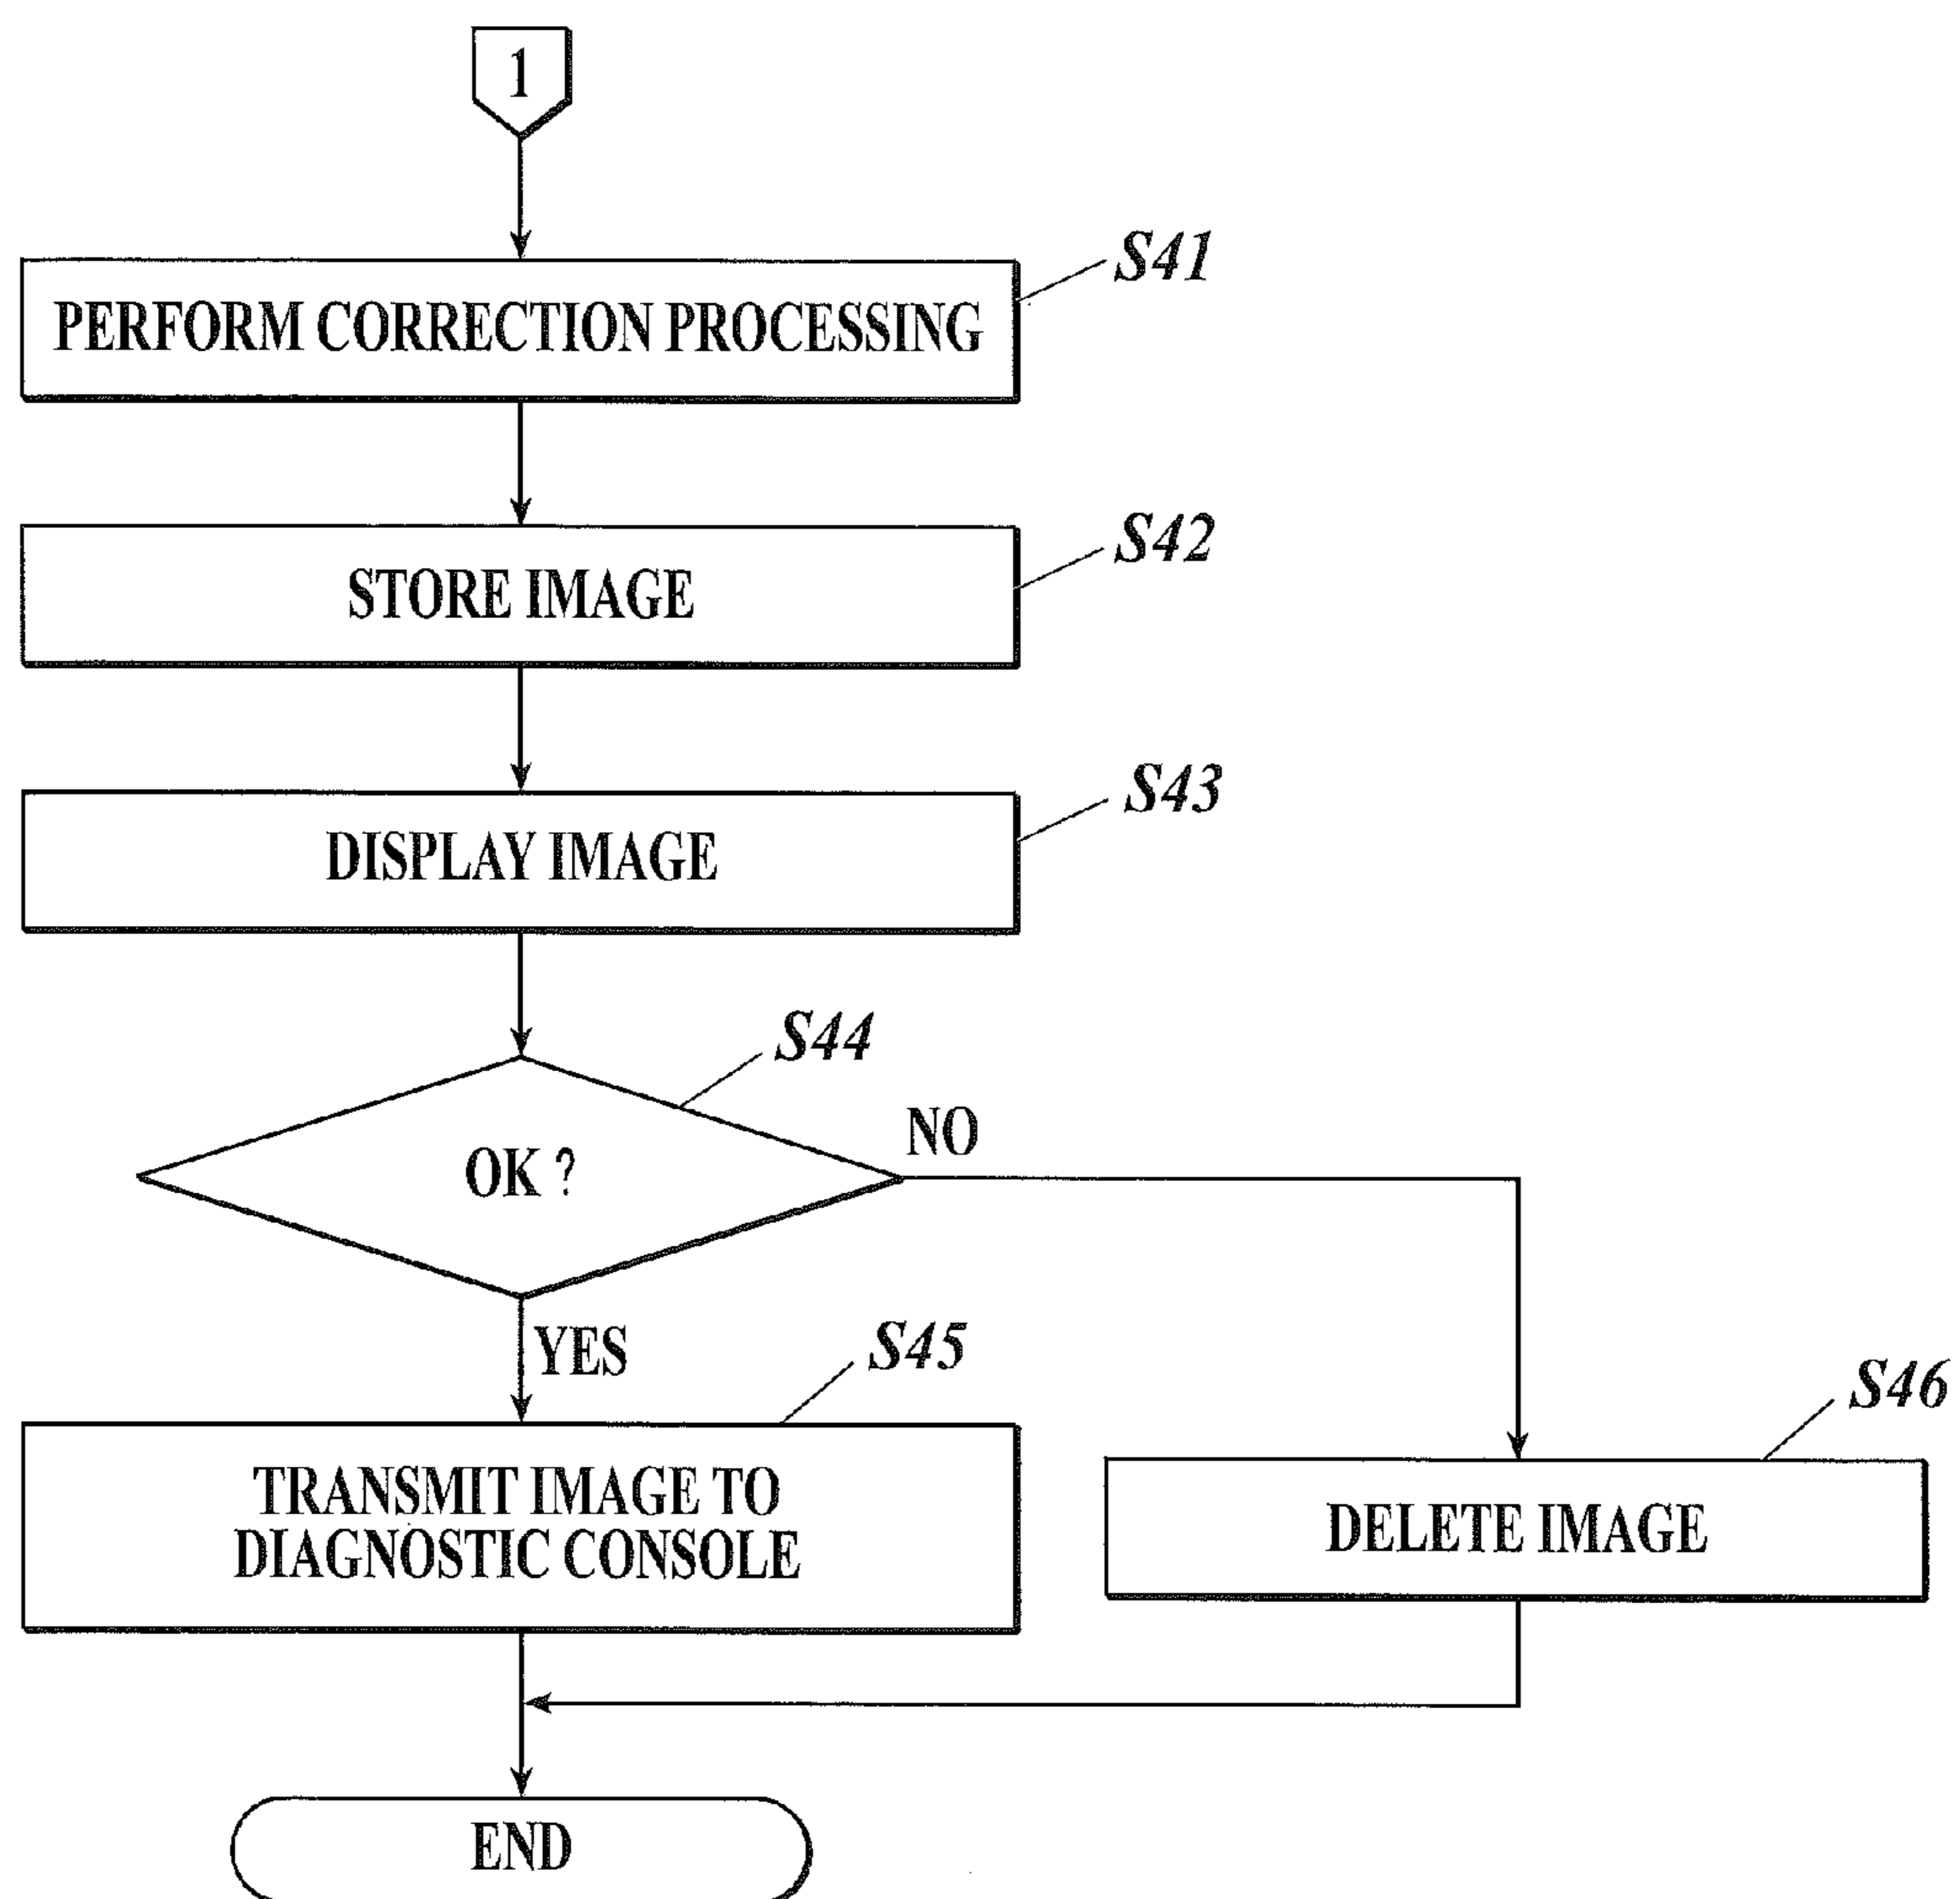 1
S41
PERFORM CORRECTION PROCESSING
S42
STORE IMAGE
S43
DISPLAY IMAGE
S44
OK ?
NO
YES
S45
TRANSMIT IMAGE TO
DIAGNOSTIC CONSOLE
S46
DELETE IMAGE
END